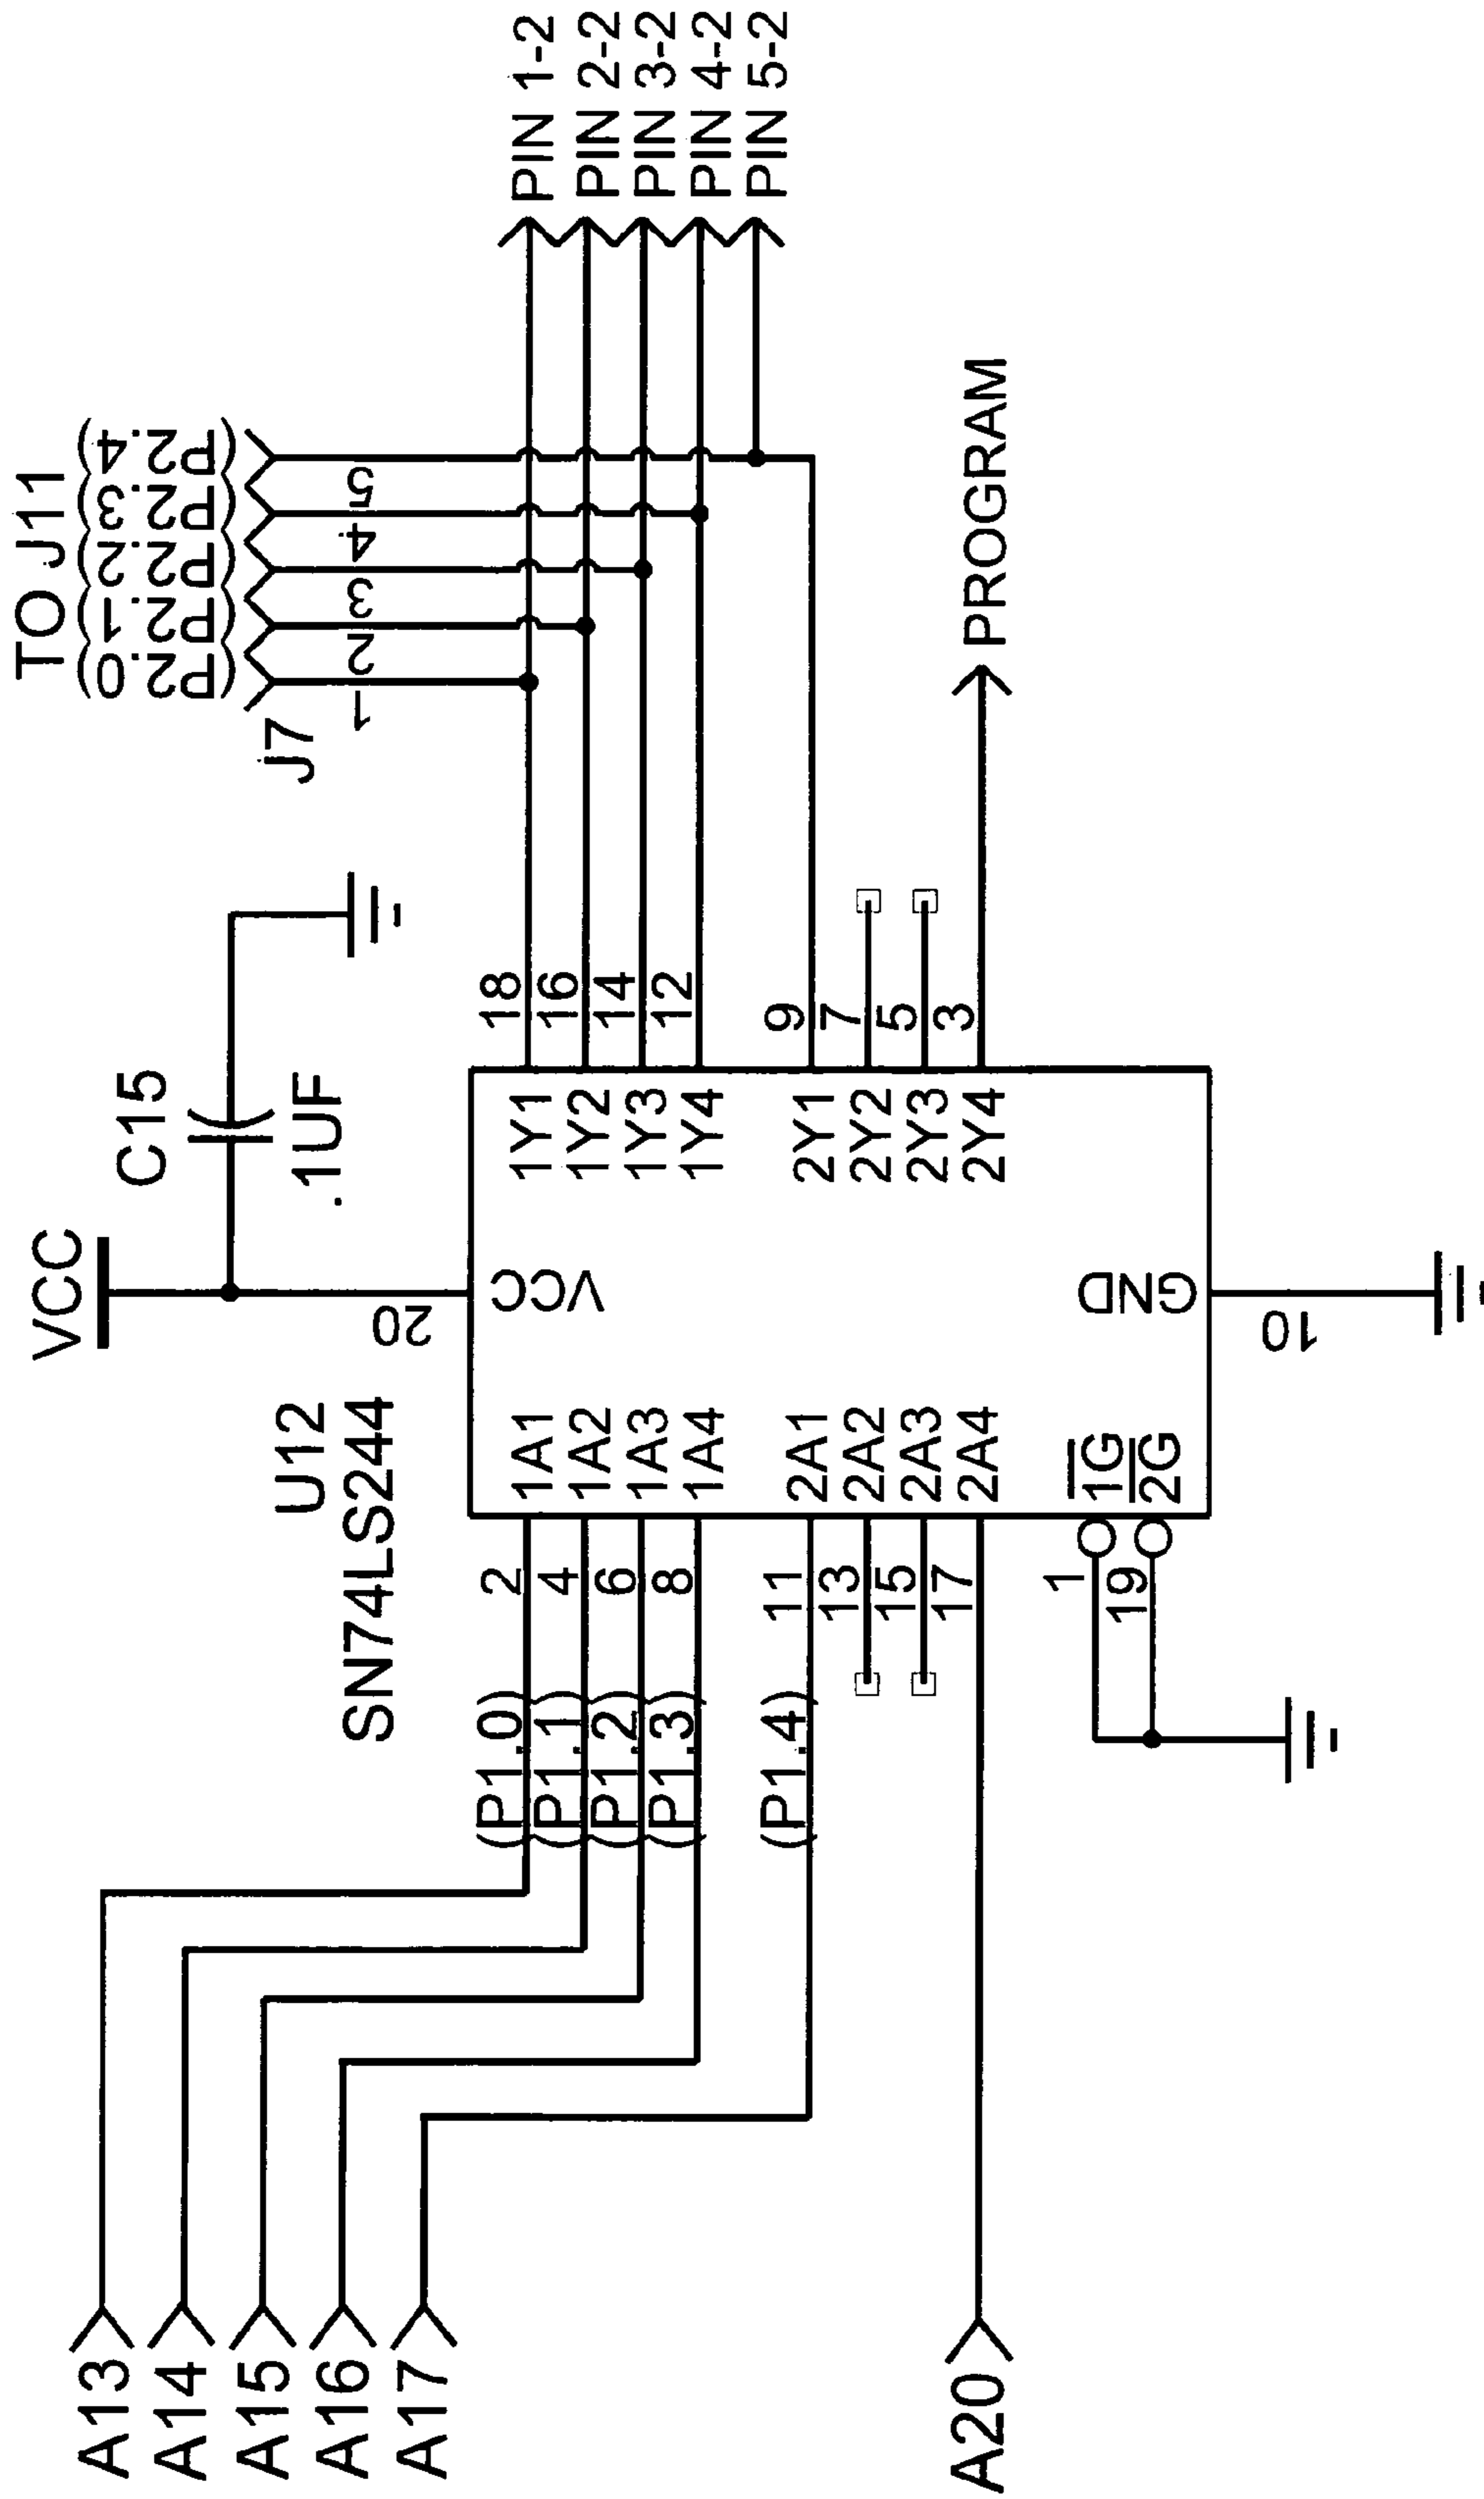 TO J11
(P2.0)
(P2.1)
(P2.2)
(P2.3)
(P2.4)
J7
1
2
3
4
5
VCC
C15
.1UF
U12
SN74LS244
20
VCC
A13
A14
A15
A16
A17
A20
(P1.0)
(P1.1)
(P1.2)
(P1.3)
(P1.4)
2
4
6
8
11
13
15
17
1
19
1A1
1A2
1A3
1A4
2A1
2A2
2A3
2A4
1G
2G
1Y1
1Y2
1Y3
1Y4
2Y1
2Y2
2Y3
2Y4
18
16
14
12
9
7
5
3
GND
10
PIN 1-2
PIN 2-2
PIN 3-2
PIN 4-2
PIN 5-2
PROGRAM